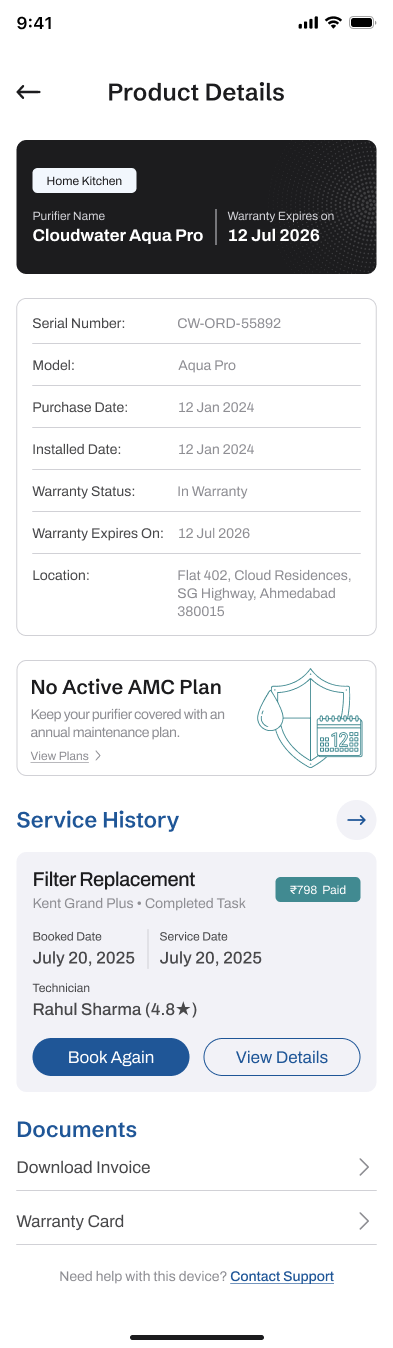 9:41
Product Details
Home Kitchen
Purifier Name
Cloudwater Aqua Pro
Warranty Expires on
12 Jul 2026
Serial Number: CW-ORD-55892
Model: Aqua Pro
Purchase Date: 12 Jan 2024
Installed Date: 12 Jan 2024
Warranty Status: In Warranty
Warranty Expires On: 12 Jul 2026
Location: Flat 402, Cloud Residences,
SG Highway, Ahmedabad
380015
No Active AMC Plan
Keep your purifier covered with an
annual maintenance plan.
View Plans
12
Service History
Filter Replacement
Kent Grand Plus • Completed Task
₹798 Paid
Booked Date
July 20, 2025
Service Date
July 20, 2025
Technician
Rahul Sharma (4.8★)
Book Again
View Details
Documents
Download Invoice
Warranty Card
Need help with this device? Contact Support